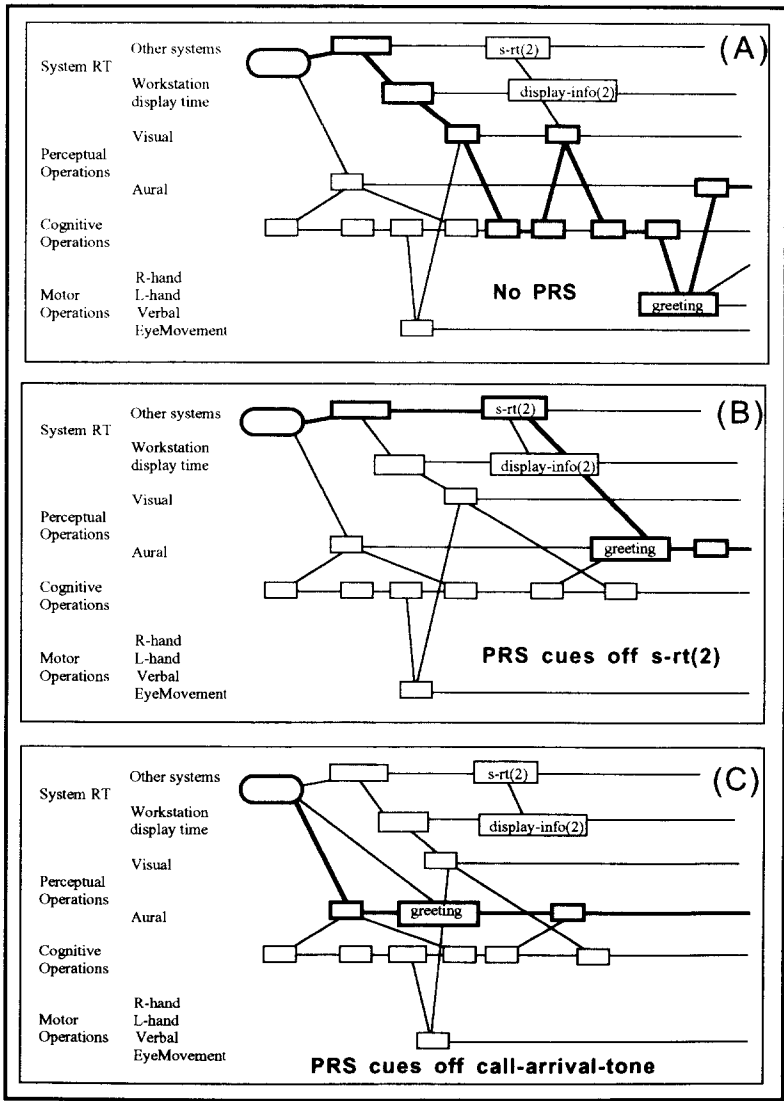 (A)
Other systems
s-rt(2)
System RT
Workstation
display time
display-info(2)
Visual
Perceptual
Operations
Aural
Cognitive
Operations
R-hand
Motor
L-hand
No PRS
Operations
Verbal
greeting
EyeMovement
(B)
Other systems
s-rt(2)
System RT
Workstation
display time
display-info(2)
Visual
Perceptual
Operations
Aural
greeting
Cognitive
Operations
R-hand
Motor
L-hand
PRS cues off s-rt(2)
Operations
Verbal
EyeMovement
(C)
Other systems
s-rt(2)
System RT
Workstation
display time
display-info(2)
Visual
Perceptual
Operations
Aural
greeting
Cognitive
Operations
R-hand
Motor
L-hand
Operations
Verbal
EyeMovement
PRS cues off call-arrival-tone